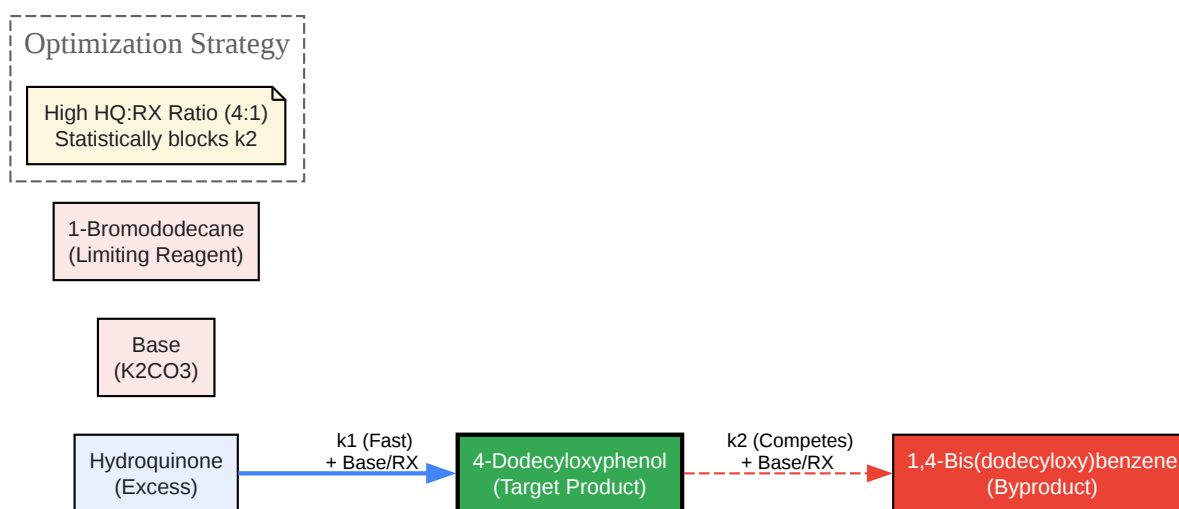 Optimization Strategy
High HQ:RX Ratio (4:1)
Statistically blocks k2
1-Bromododecane
(Limiting Reagent)
Base
(K2CO3)
Hydroquinone
(Excess)
k1 (Fast)
+ Base/RX
4-Dodecyloxyphenol
(Target Product)
k2 (Competes)
+ Base/RX
1,4-Bis(dodecyloxy)benzene
(Byproduct)